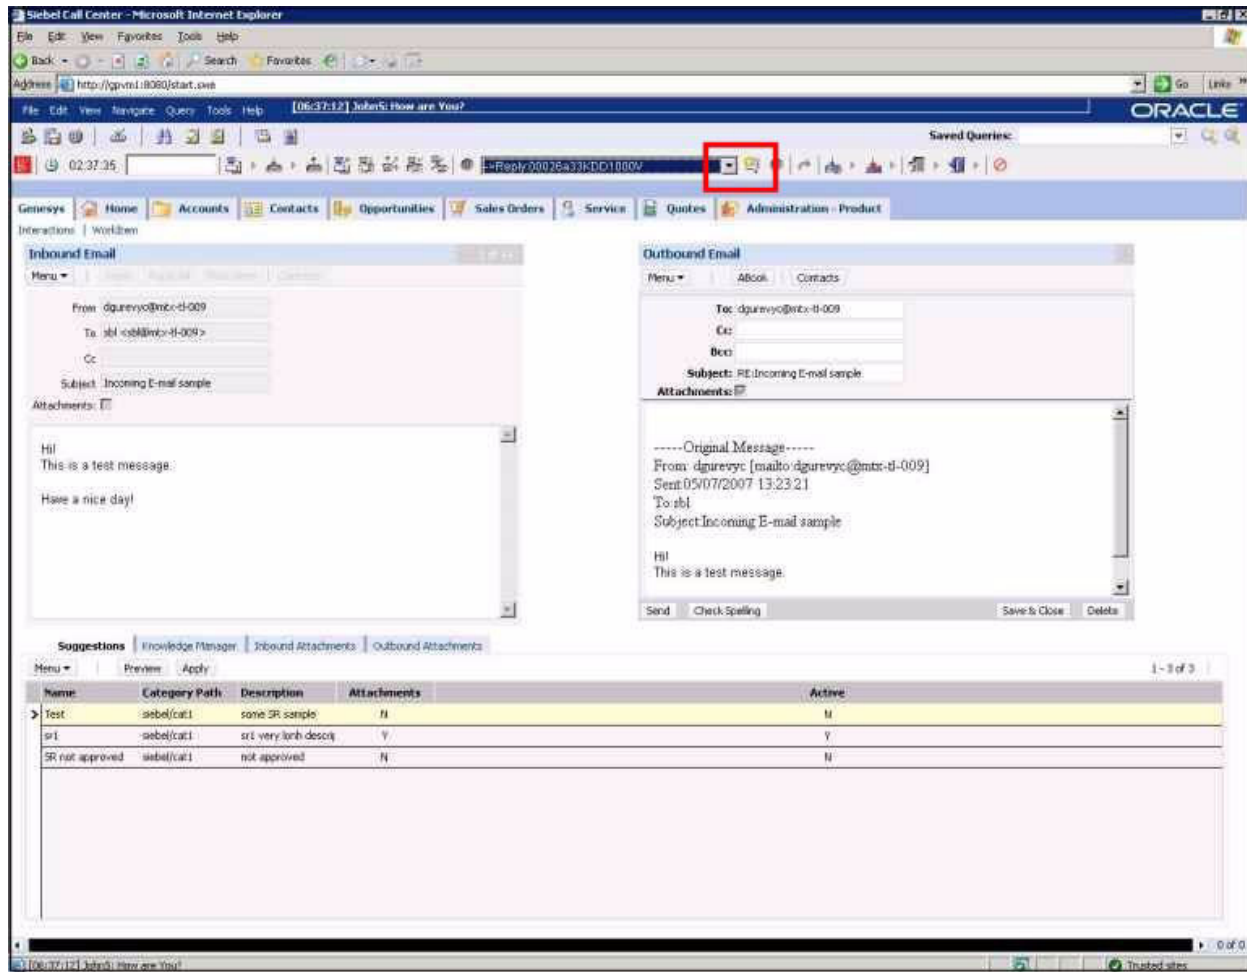 Siebel Call Center - Microsoft Internet Explorer
File Edit View Favorites Tools Help
Back Search Favorites
Address http://gpvm1:8080/start.swe Go Links »
File Edit View Navigate Query Tools Help [06:37:12] JohnS: How are You? ORACLE
Saved Queries:
02:37:35 -=Reply:00026a33KDD1000V
Genesys Home Accounts Contacts Opportunities Sales Orders Service Quotes Administration - Product
Interactions | WorkItem
Inbound Email
Menu
From dgurevyc@mtx-tl-009
To sbl <sbl@mtx-tl-009>
Cc
Subject Incoming E-mail sample
Attachments:
Hi!
This is a test message.
Have a nice day!
Outbound Email
Menu ABook Contacts
To: dgurevyc@mtx-tl-009
Cc:
Bcc:
Subject: RE:Incoming E-mail sample
Attachments:
-----Original Message-----
From: dgurevyc [mailto:dgurevyc@mtx-tl-009]
Sent:05/07/2007 13:23:21
To:sbl
Subject:Incoming E-mail sample
Hi!
This is a test message.
Send Check Spelling Save & Close Delete
Suggestions Knowledge Manager Inbound Attachments Outbound Attachments
Menu Preview Apply 1 - 3 of 3
Name Category Path Description Attachments Active
Test siebel/cat1 some SR sample N N
sr1 siebel/cat1 sr1 very lonh descrip Y Y
SR not approved siebel/cat1 not approved N N
0 of 0
[06:37:12] JohnS: How are You? Trusted sites